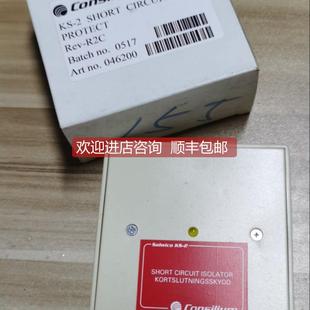 Consilium
KS-2 SHORT CIRCU
PROTECT
Rev-R2C
Batch no. 0517
Art no. 046200
欢迎进店咨询 顺丰包邮
Salwico KS-2
SHORT CIRCUIT ISOLATOR
KORTSLUTNINGSSKYDD
Consilium